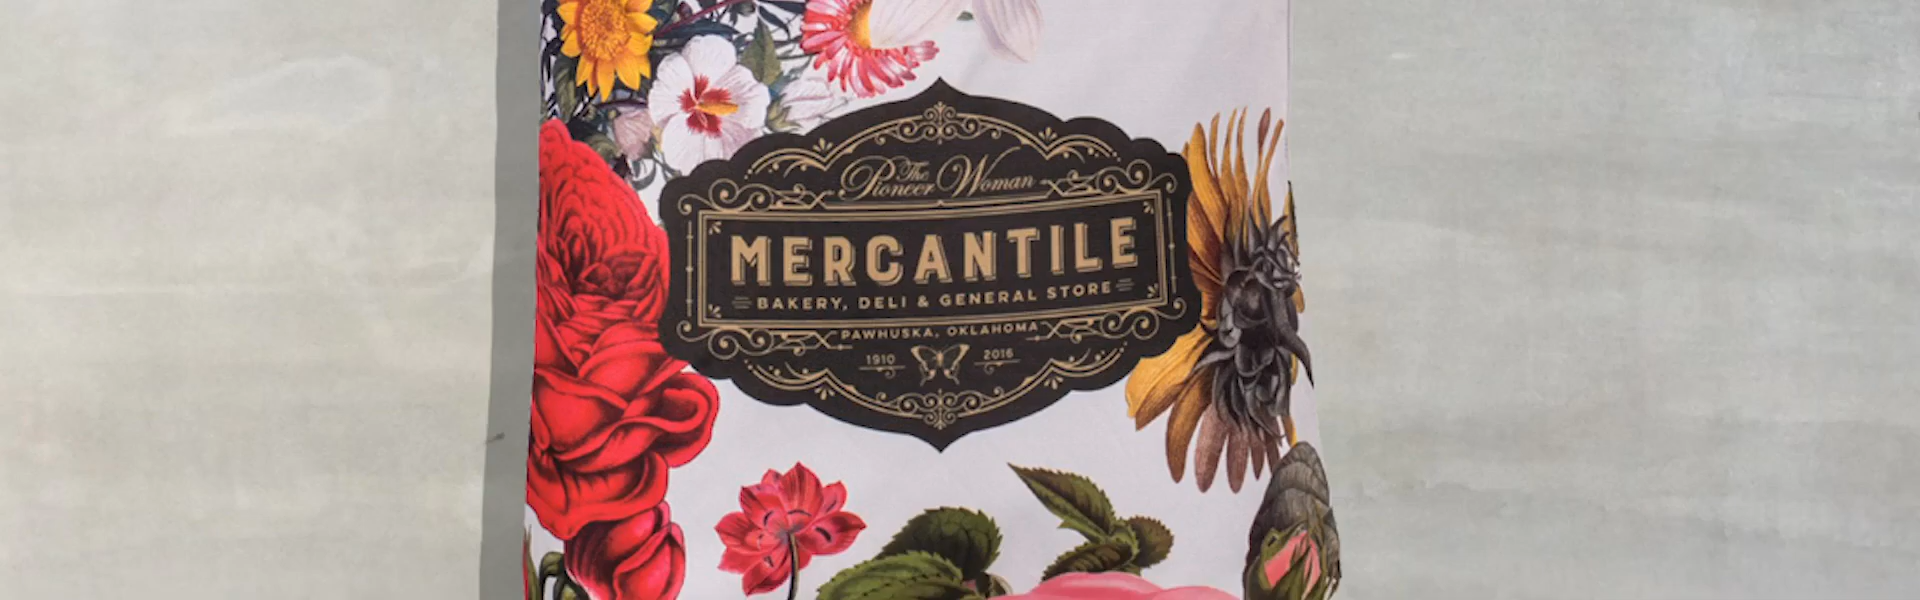 The
Pioneer Woman
MERCANTILE
BAKERY, DELI & GENERAL STORE
PAWHUSKA, OKLAHOMA
1910 2016